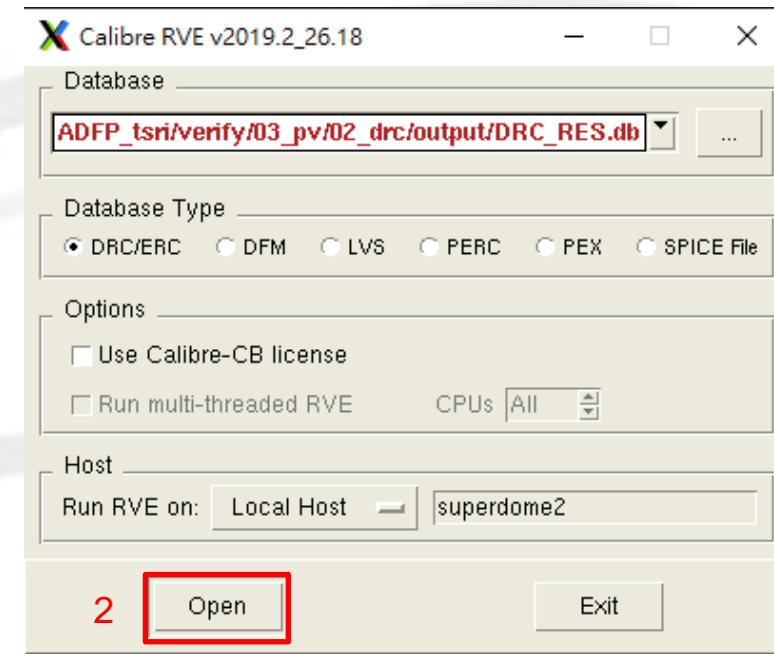 Calibre RVE v2019.2_26.18
Database
ADFP_tsri/verify/03_pv/02_drc/output/DRC_RES.db ...
Database Type
DRC/ERC DFM LVS PERC PEX SPICE File
Options
Use Calibre-CB license
Run multi-threaded RVE CPUs All
Host
Run RVE on: Local Host superdome2
2 Open Exit